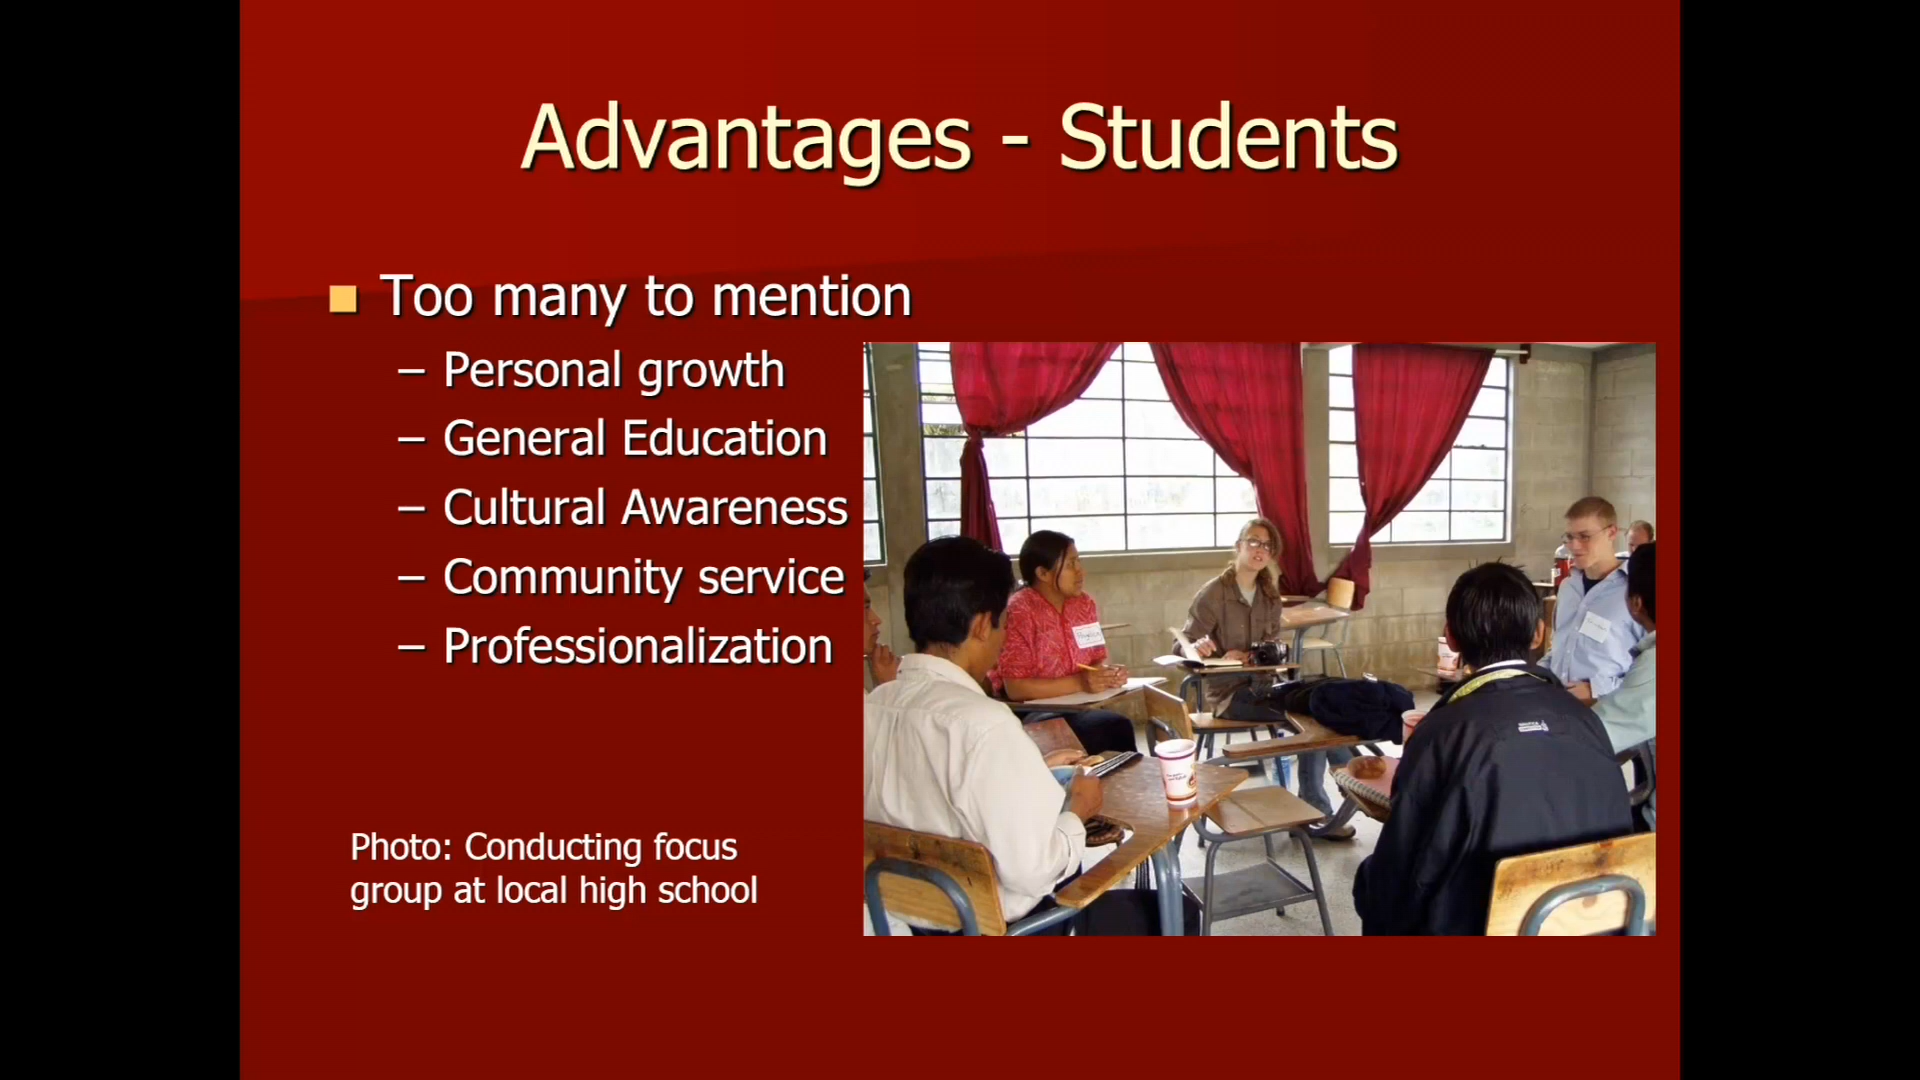 Advantages - Students
■ Too many to mention
– Personal growth
– General Education
– Cultural Awareness
– Community service
– Professionalization
Photo: Conducting focus
group at local high school